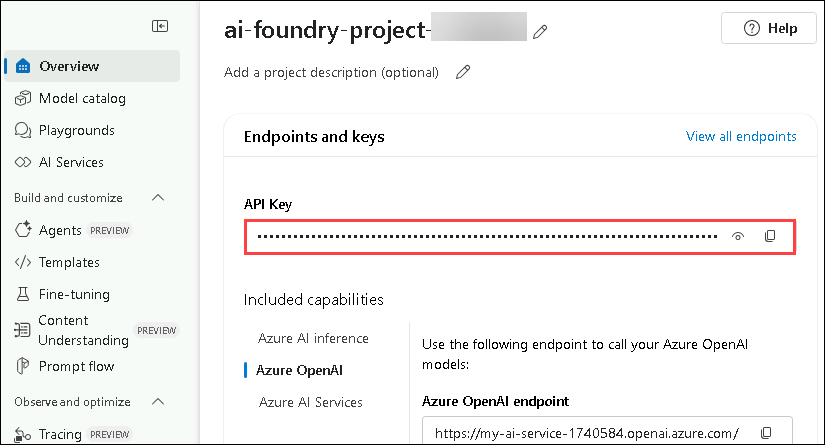 ai-foundry-project-
Help
Add a project description (optional)
Overview
Model catalog
Playgrounds
AI Services
Build and customize
Agents PREVIEW
Templates
Fine-tuning
Content
Understanding PREVIEW
Prompt flow
Observe and optimize
Tracing PREVIEW
Endpoints and keys
View all endpoints
API Key
Included capabilities
Azure AI inference
Azure OpenAI
Azure AI Services
Use the following endpoint to call your Azure OpenAI
models:
Azure OpenAI endpoint
https://my-ai-service-1740584.openai.azure.com/